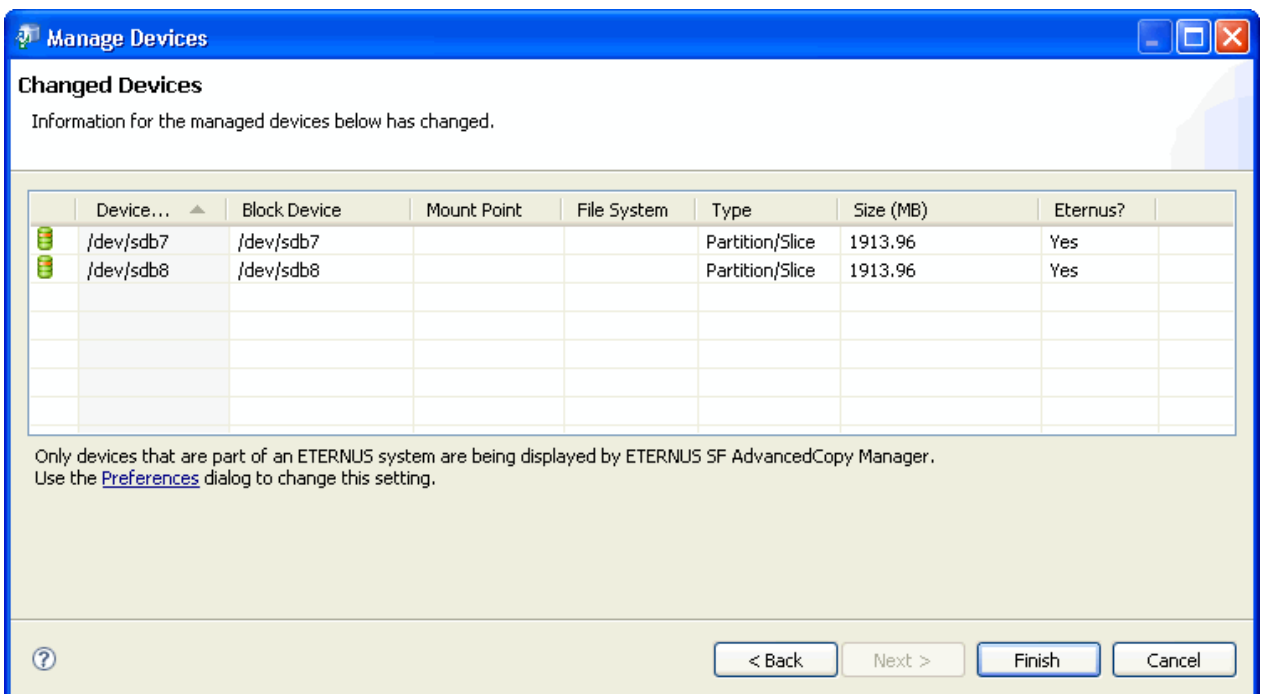 Manage Devices
Changed Devices
Information for the managed devices below has changed.
Device... Block Device Mount Point File System Type Size (MB) Eternus?
/dev/sdb7 /dev/sdb7 Partition/Slice 1913.96 Yes
/dev/sdb8 /dev/sdb8 Partition/Slice 1913.96 Yes
Only devices that are part of an ETERNUS system are being displayed by ETERNUS SF AdvancedCopy Manager.
Use the Preferences dialog to change this setting.
? < Back Next > Finish Cancel